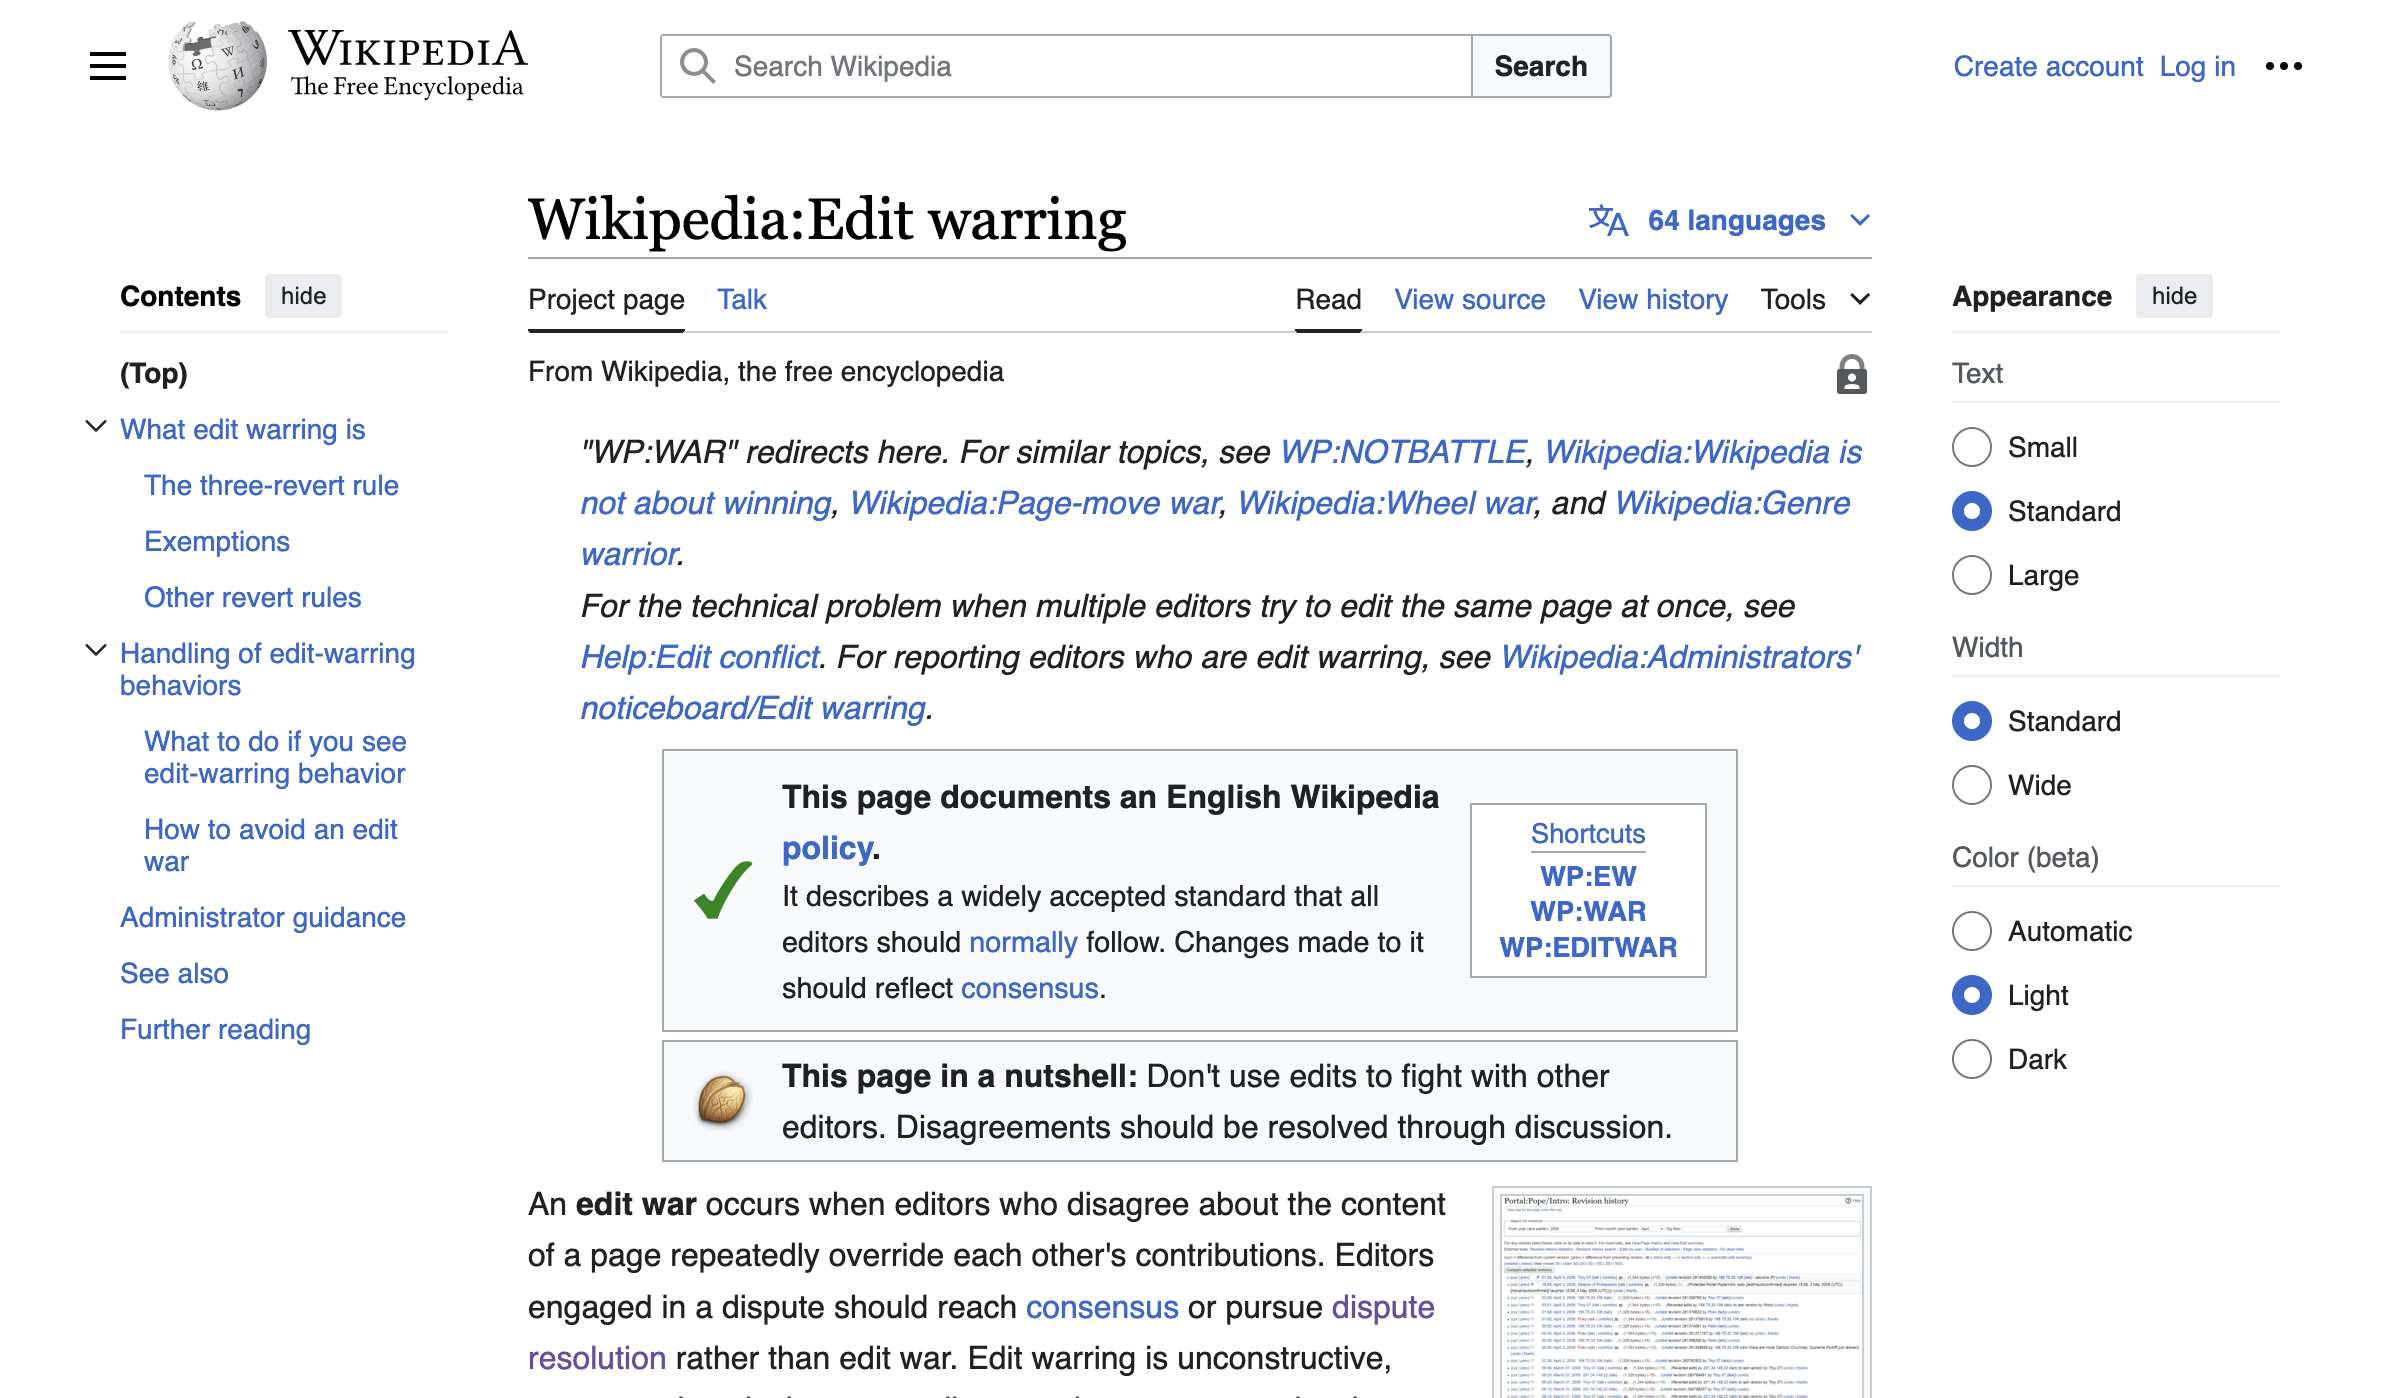 WIKIPEDIA
The Free Encyclopedia
Search Wikipedia
Search
Create account Log in
Wikipedia:Edit warring
64 languages
Contents hide
(Top)
What edit warring is
The three-revert rule
Exemptions
Other revert rules
Handling of edit-warring
behaviors
What to do if you see
edit-warring behavior
How to avoid an edit
war
Administrator guidance
See also
Further reading
Project page Talk Read View source View history Tools
From Wikipedia, the free encyclopedia
"WP:WAR" redirects here. For similar topics, see WP:NOTBATTLE, Wikipedia:Wikipedia is
not about winning, Wikipedia:Page-move war, Wikipedia:Wheel war, and Wikipedia:Genre
warrior.
For the technical problem when multiple editors try to edit the same page at once, see
Help:Edit conflict. For reporting editors who are edit warring, see Wikipedia:Administrators'
noticeboard/Edit warring.
This page documents an English Wikipedia
policy.
It describes a widely accepted standard that all
editors should normally follow. Changes made to it
should reflect consensus.
Shortcuts
WP:EW
WP:WAR
WP:EDITWAR
This page in a nutshell: Don't use edits to fight with other
editors. Disagreements should be resolved through discussion.
An edit war occurs when editors who disagree about the content
of a page repeatedly override each other's contributions. Editors
engaged in a dispute should reach consensus or pursue dispute
resolution rather than edit war. Edit warring is unconstructive,
Portal:Pope/Intro: Revision history
Appearance hide
Text
Small
Standard
Large
Width
Standard
Wide
Color (beta)
Automatic
Light
Dark